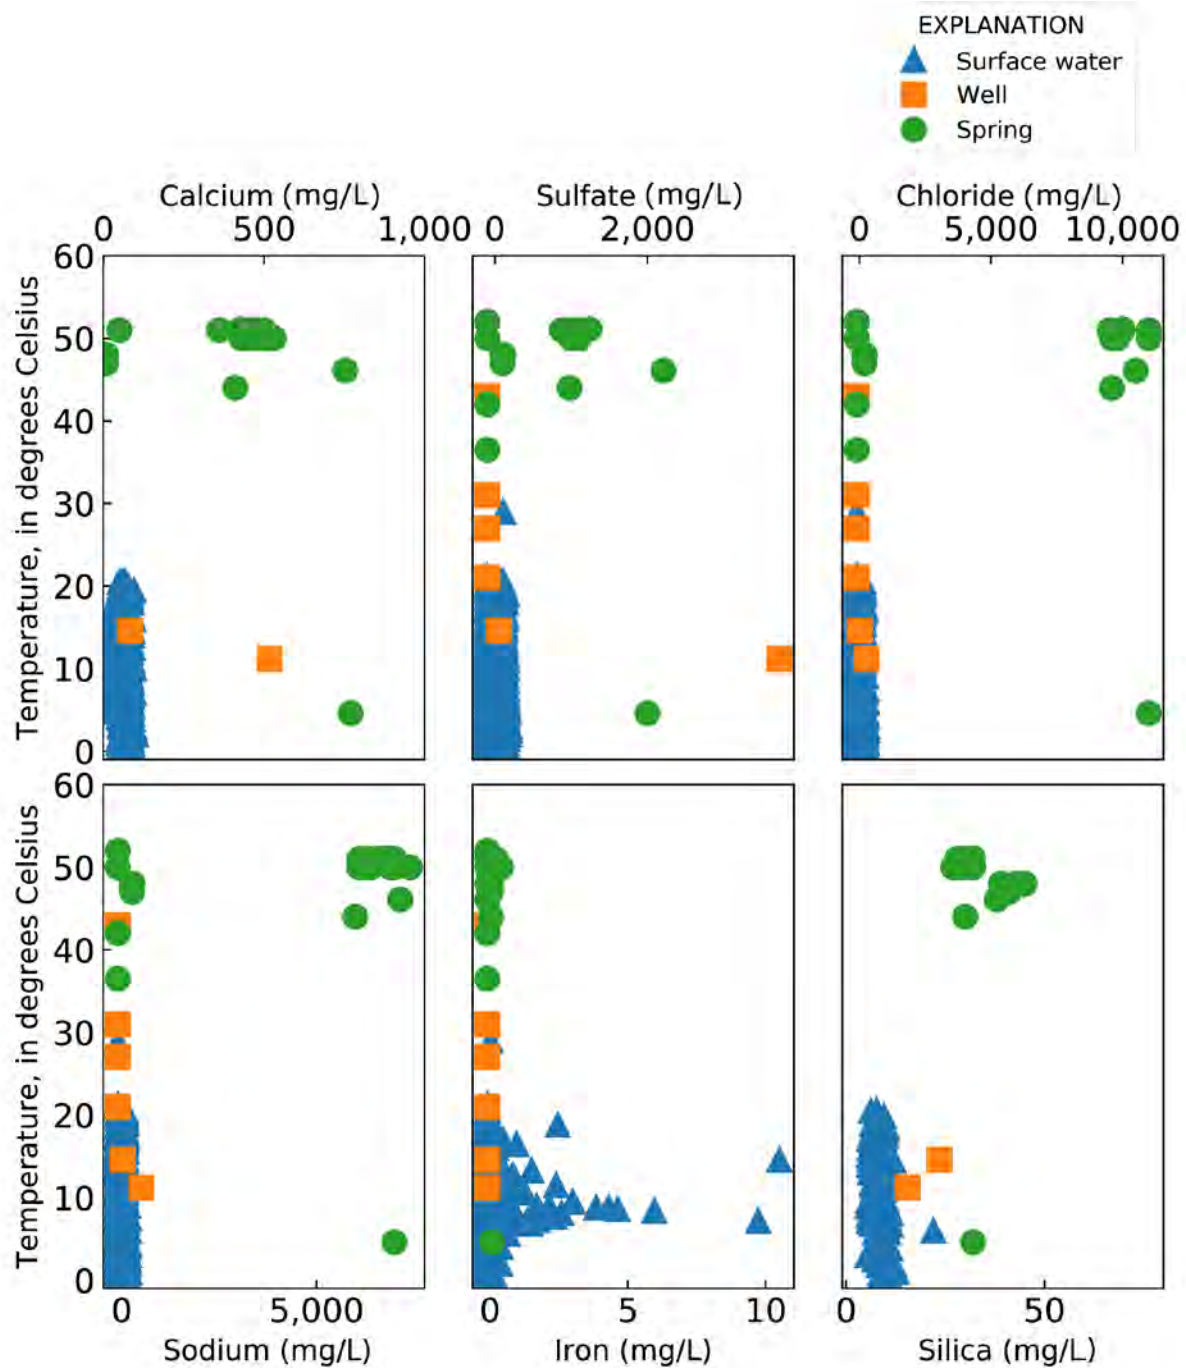 EXPLANATION
Surface water
Well
Spring
Calcium (mg/L) Sulfate (mg/L) Chloride (mg/L)
0 500 1,000 0 2,000 0 5,000 10,000
60
50
40
30
20
10
0
Temperature, in degrees Celsius
60
50
40
30
20
10
0
Temperature, in degrees Celsius
0 5,000 0 5 10 0 50
Sodium (mg/L) Iron (mg/L) Silica (mg/L)